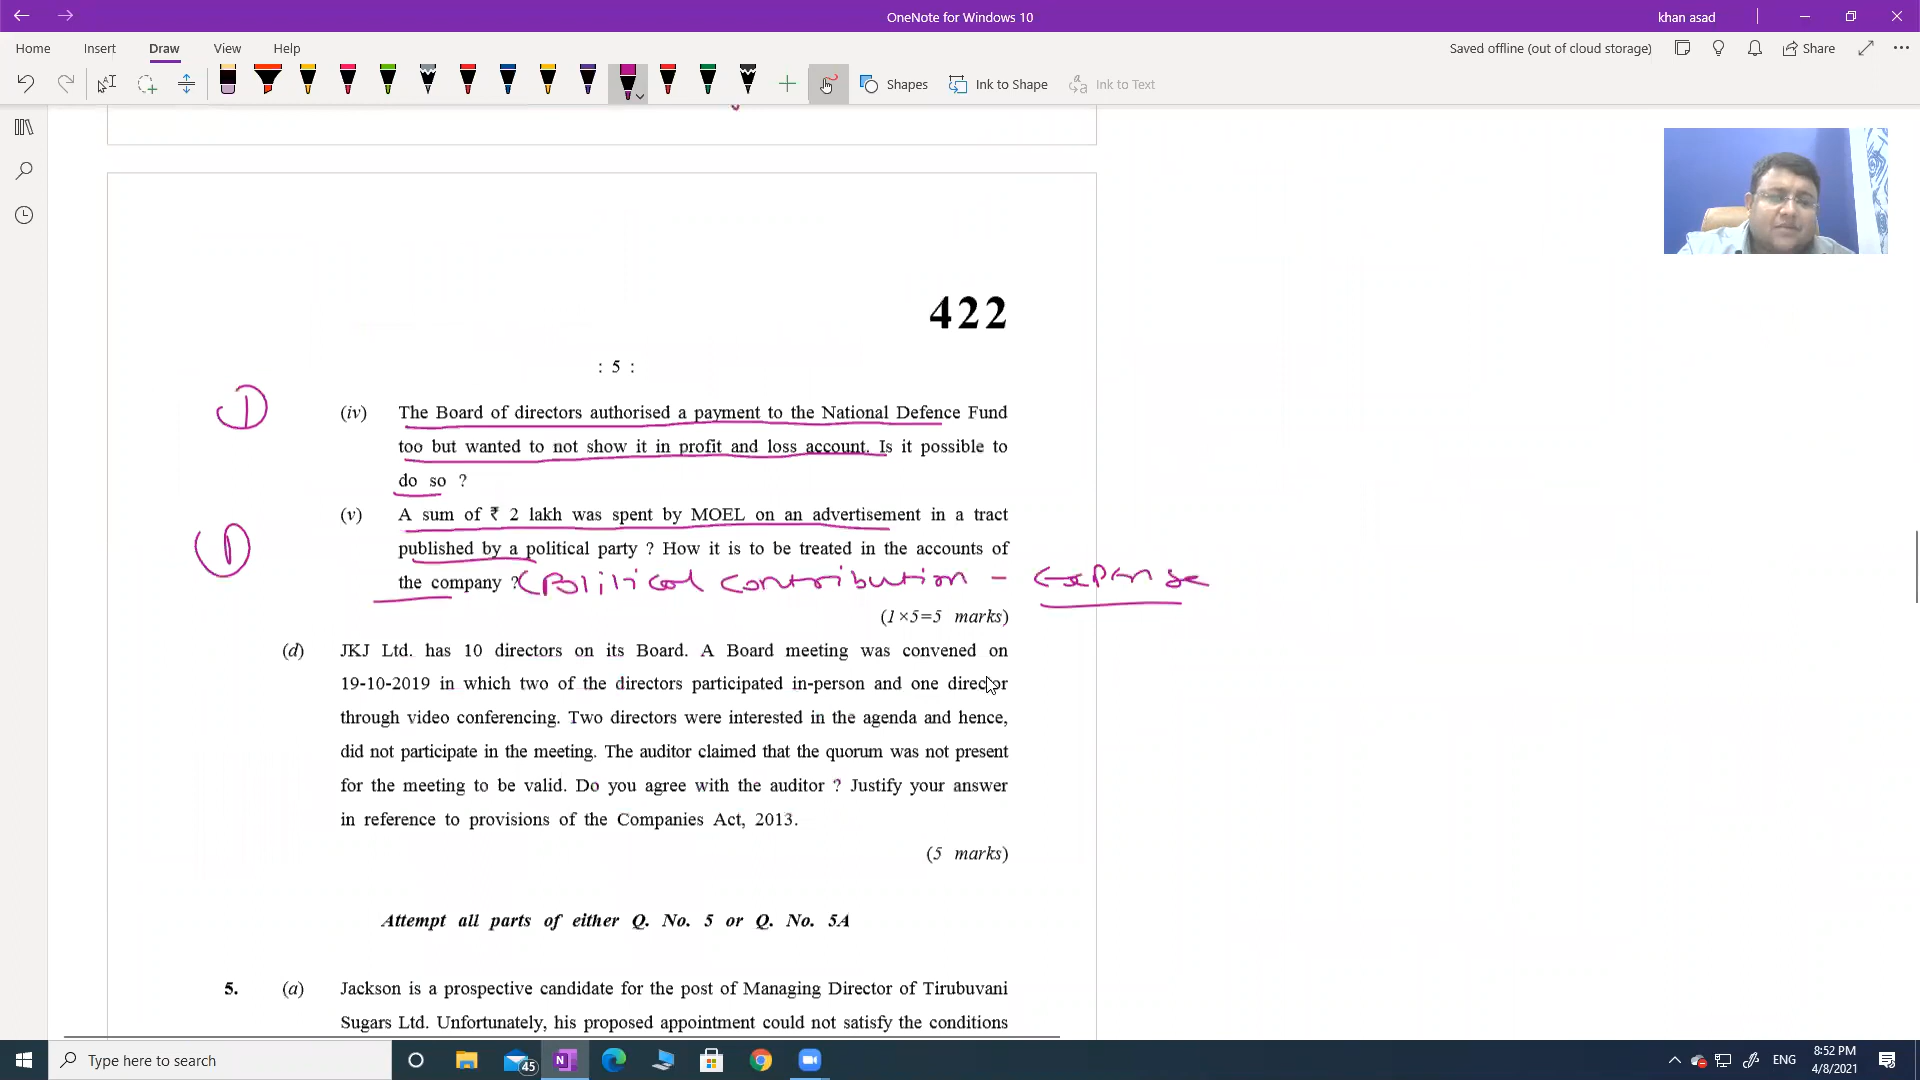 OneNote for Windows 10
khan asad
Home Insert Draw View Help
Saved offline (out of cloud storage)
Share
Shapes
Ink to Shape
Ink to Text
422
: 5 :
(iv) The Board of directors authorised a payment to the National Defence Fund
too but wanted to not show it in profit and loss account. Is it possible to
do so ?
(v) A sum of ₹ 2 lakh was spent by MOEL on an advertisement in a tract
published by a political party ? How it is to be treated in the accounts of
the company ? (Political contribution - Expense
(1×5=5 marks)
(d) JKJ Ltd. has 10 directors on its Board. A Board meeting was convened on
19-10-2019 in which two of the directors participated in-person and one director
through video conferencing. Two directors were interested in the agenda and hence,
did not participate in the meeting. The auditor claimed that the quorum was not present
for the meeting to be valid. Do you agree with the auditor ? Justify your answer
in reference to provisions of the Companies Act, 2013.
(5 marks)
Attempt all parts of either Q. No. 5 or Q. No. 5A
5. (a) Jackson is a prospective candidate for the post of Managing Director of Tirubuvani
Sugars Ltd. Unfortunately, his proposed appointment could not satisfy the conditions
Type here to search
45
ENG
8:52 PM
4/8/2021